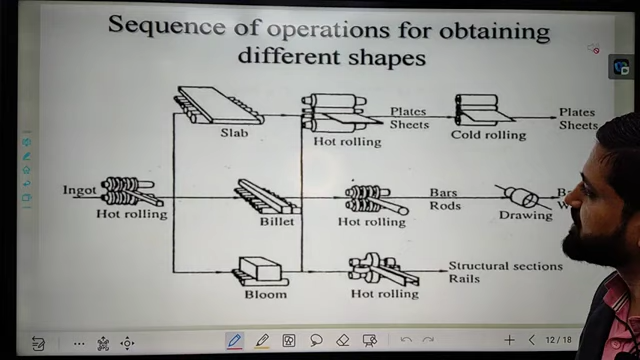 Sequence of operations for obtaining
different shapes
Slab
Hot rolling
Plates
Sheets
Cold rolling
Plates
Sheets
Ingot
Hot rolling
Billet
Hot rolling
Bars
Rods
Drawing
Bloom
Hot rolling
Structural sections
Rails
12/18